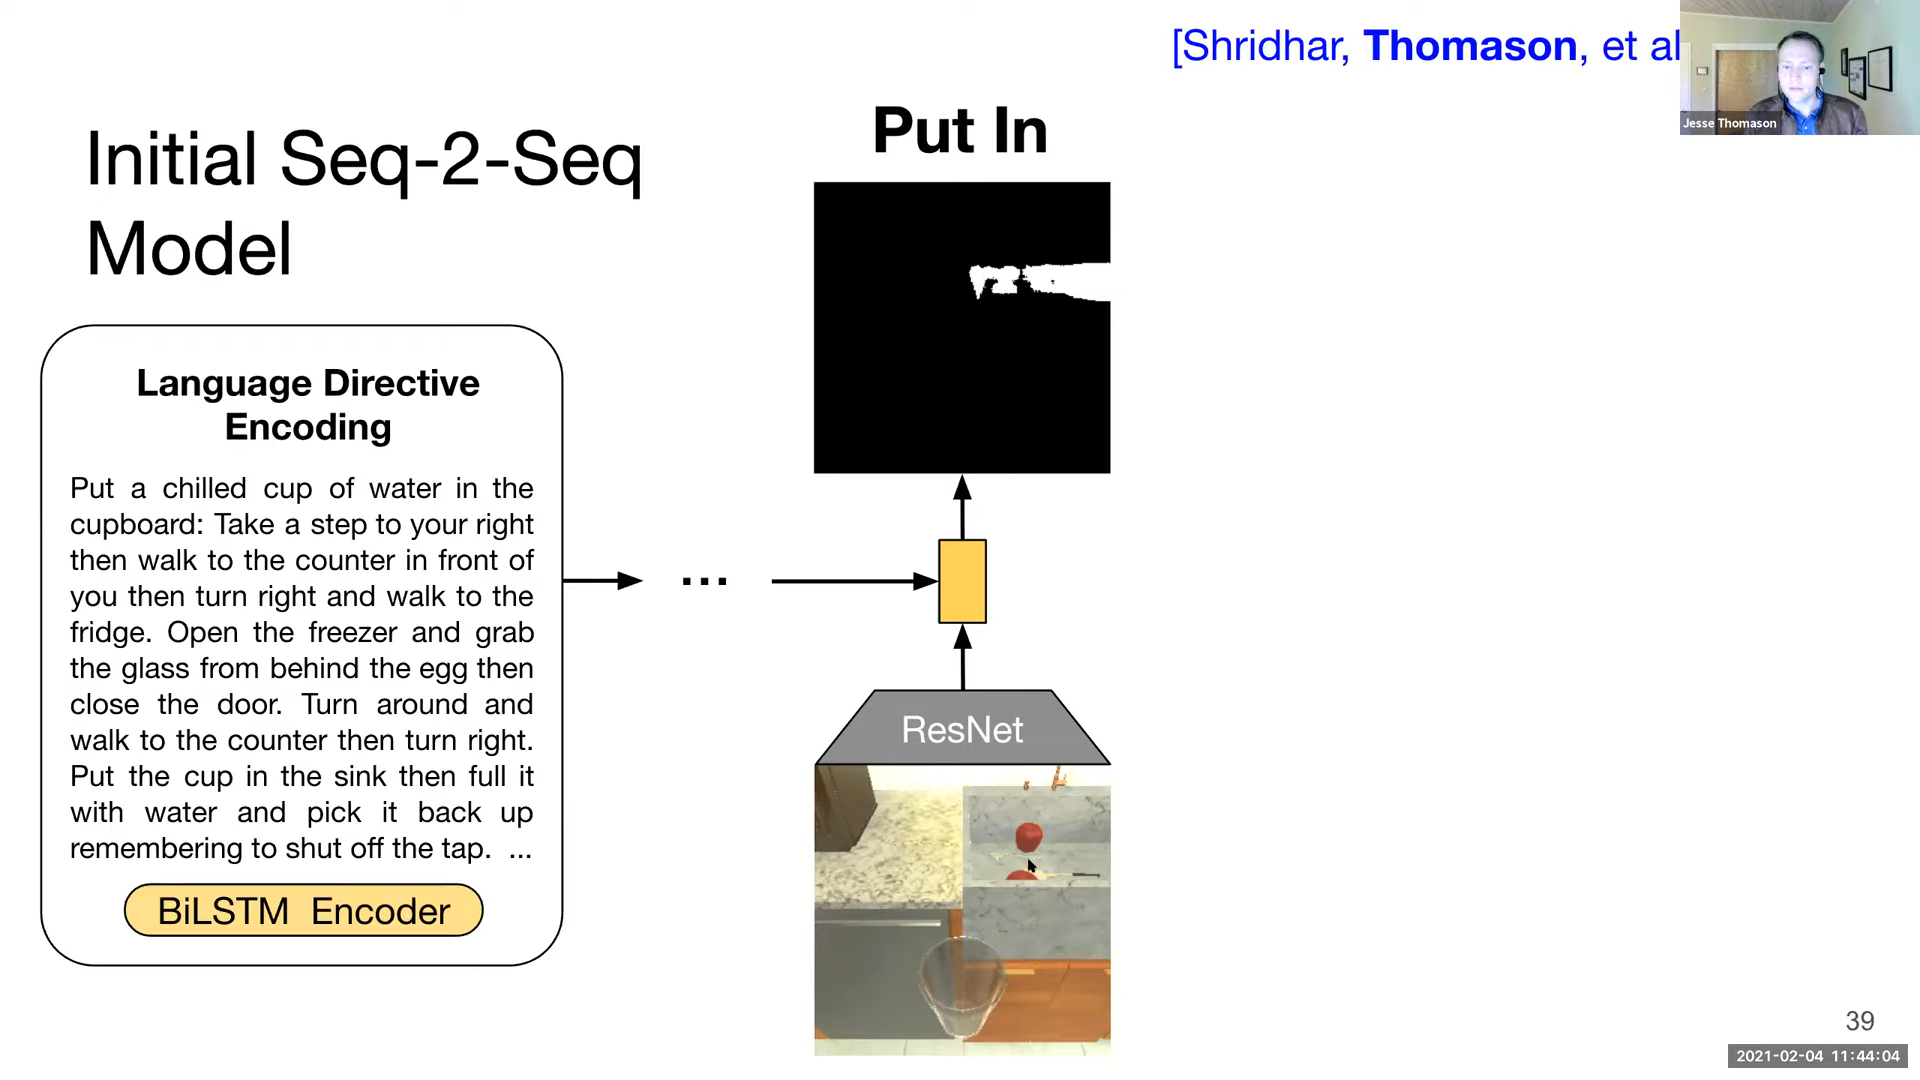 [Shridhar, Thomason, et al
Jesse Thomason
Put In
Initial Seq-2-Seq
Model
Language Directive
Encoding
Put a chilled cup of water in the
cupboard: Take a step to your right
then walk to the counter in front of
you then turn right and walk to the
fridge. Open the freezer and grab
the glass from behind the egg then
close the door. Turn around and
walk to the counter then turn right.
Put the cup in the sink then full it
with water and pick it back up
remembering to shut off the tap. ...
BiLSTM Encoder
...
ResNet
39
2021-02-04 11:44:04